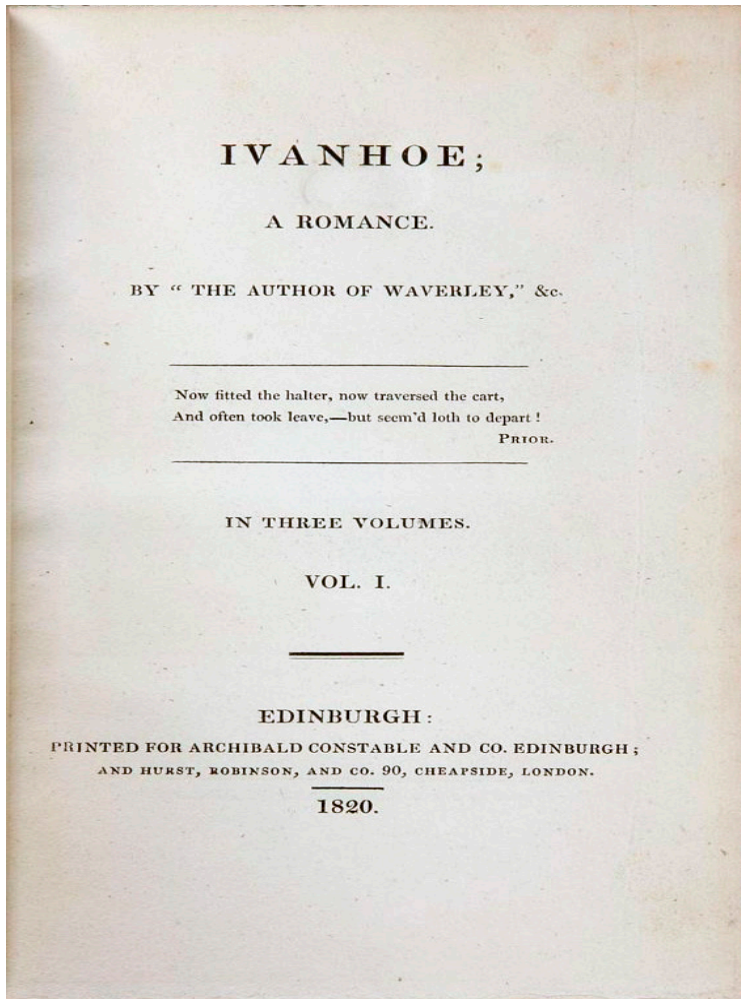 IVANHOE;
A ROMANCE.
BY “ THE AUTHOR OF WAVERLEY,” &c.
Now fitted the halter, now traversed the cart,
And often took leave,—but seem’d loth to depart !
PRIOR.
IN THREE VOLUMES.
VOL. I.
EDINBURGH:
PRINTED FOR ARCHIBALD CONSTABLE AND CO. EDINBURGH;
AND HURST, ROBINSON, AND CO. 90, CHEAPSIDE, LONDON.
1820.